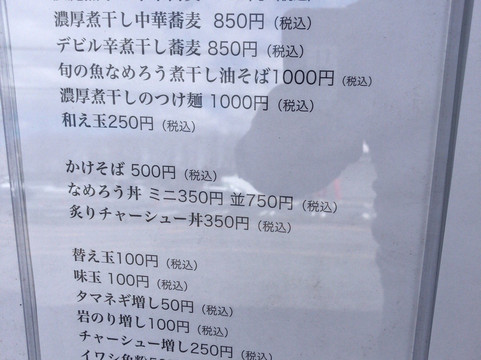 濃厚煮干し中華蕎麦 850円(税込)
デビル辛煮干し蕎麦 850円(税込)
旬の魚なめろう煮干し油そば1000円(税込)
濃厚煮干しのつけ麺 1000円(税込)
和え玉250円(税込)
かけそば 500円(税込)
なめろう丼 ミニ350円 並750円(税込)
炙りチャーシュー丼350円(税込)
替え玉100円(税込)
味玉 100円(税込)
タマネギ増し50円(税込)
岩のり増し100円(税込)
チャーシュー増し250円(税込)